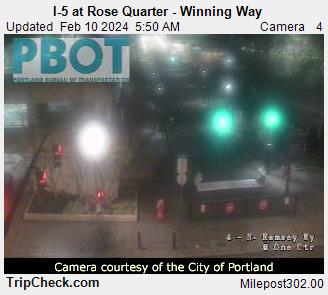 I-5 at Rose Quarter - Winning Way
Updated Feb 10 2024 5:50 AM Camera 4
PBOT
PORTLAND BUREAU OF TRANSPORTATION
4 - N. Ramsey Wy
@ One Ctr
Camera courtesy of the City of Portland
TripCheck.com Milepost302.00